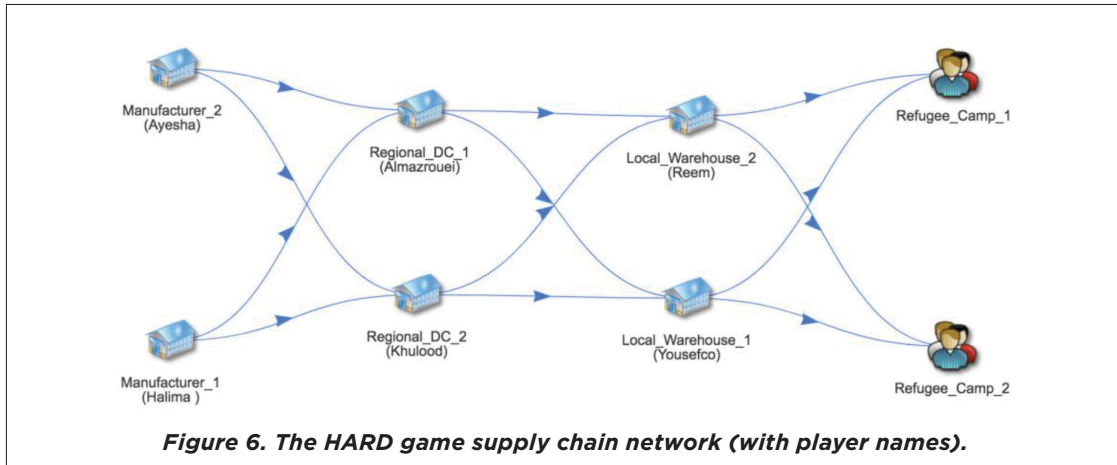 Manufacturer_2
(Ayesha)
Regional_DC_1
(Almazrouei)
Local_Warehouse_2
(Reem)
Refugee_Camp_1
Manufacturer_1
(Halima )
Regional_DC_2
(Khulood)
Local_Warehouse_1
(Yousefco)
Refugee_Camp_2
Figure 6. The HARD game supply chain network (with player names).